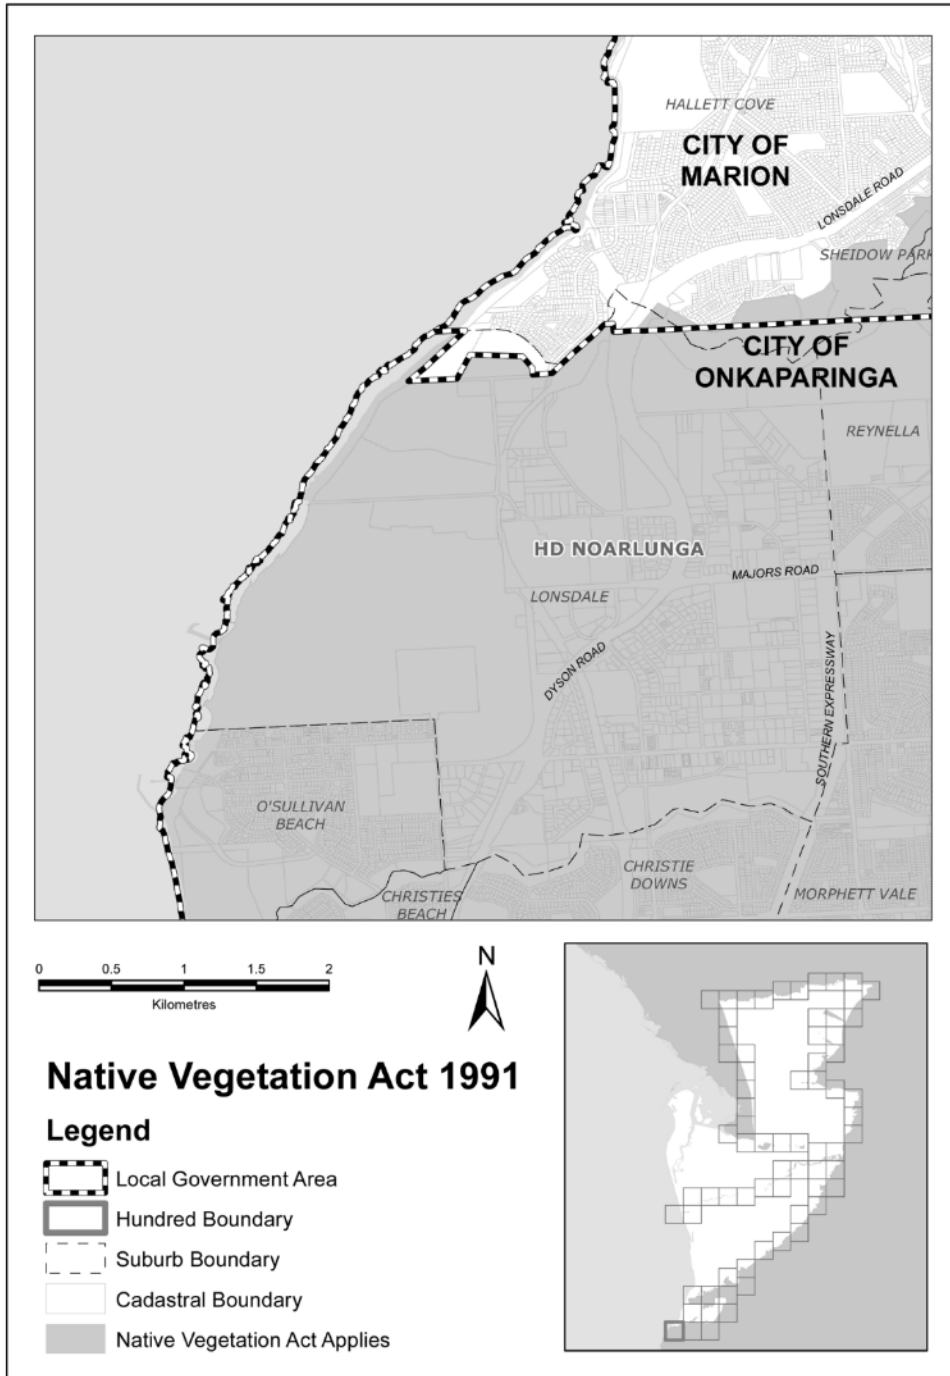 HALLETT COVE
CITY OF
MARION
LONSDALE ROAD
SHEIDOW PARK
CITY OF
ONKAPARINGA
REYNELLA
HD NOARLUNGA
MAJORS ROAD
LONSDALE
DYSON ROAD
SOUTHERN EXPRESSWAY
O'SULLIVAN
BEACH
CHRISTIE
DOWNS
CHRISTIES
BEACH
MORPHETT VALE
0 0.5 1 1.5 2
Kilometres
N
Native Vegetation Act 1991
Legend
Local Government Area
Hundred Boundary
Suburb Boundary
Cadastral Boundary
Native Vegetation Act Applies